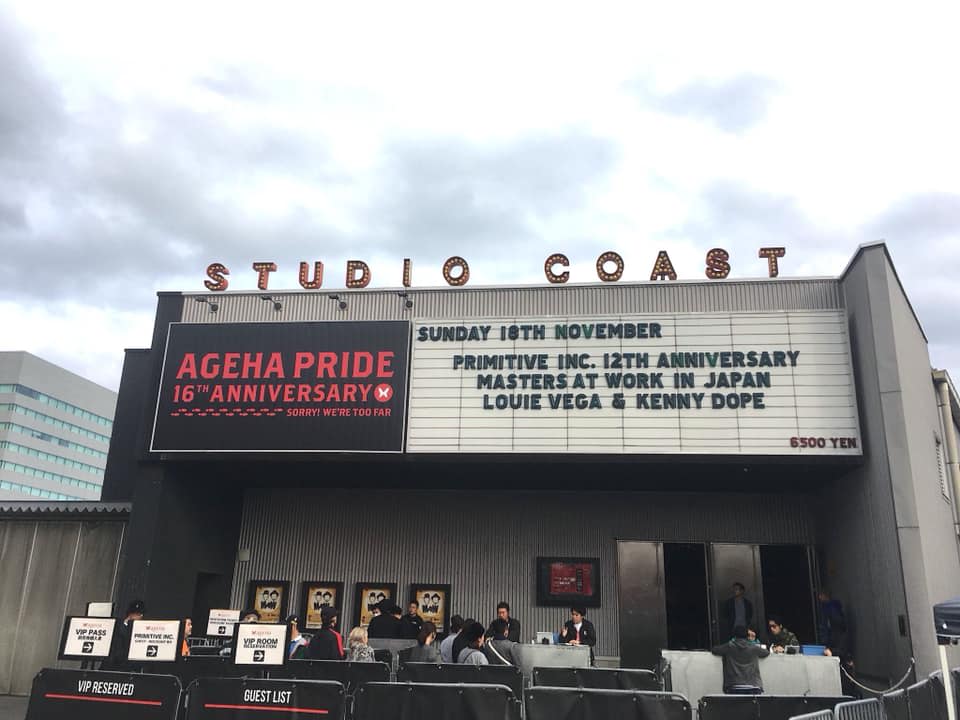 STUDIO COAST
AGEHA PRIDE
16TH ANNIVERSARY
SORRY! WE'RE TOO FAR
SUNDAY 18TH NOVEMBER
PRIMITIVE INC. 12TH ANNIVERSARY
MASTERS AT WORK IN JAPAN
LOUIE VEGA & KENNY DOPE
6500 YEN
VIP PASS
PRIMITIVE INC.
VIP ROOM
RESERVATION
VIP RESERVED
GUEST LIST